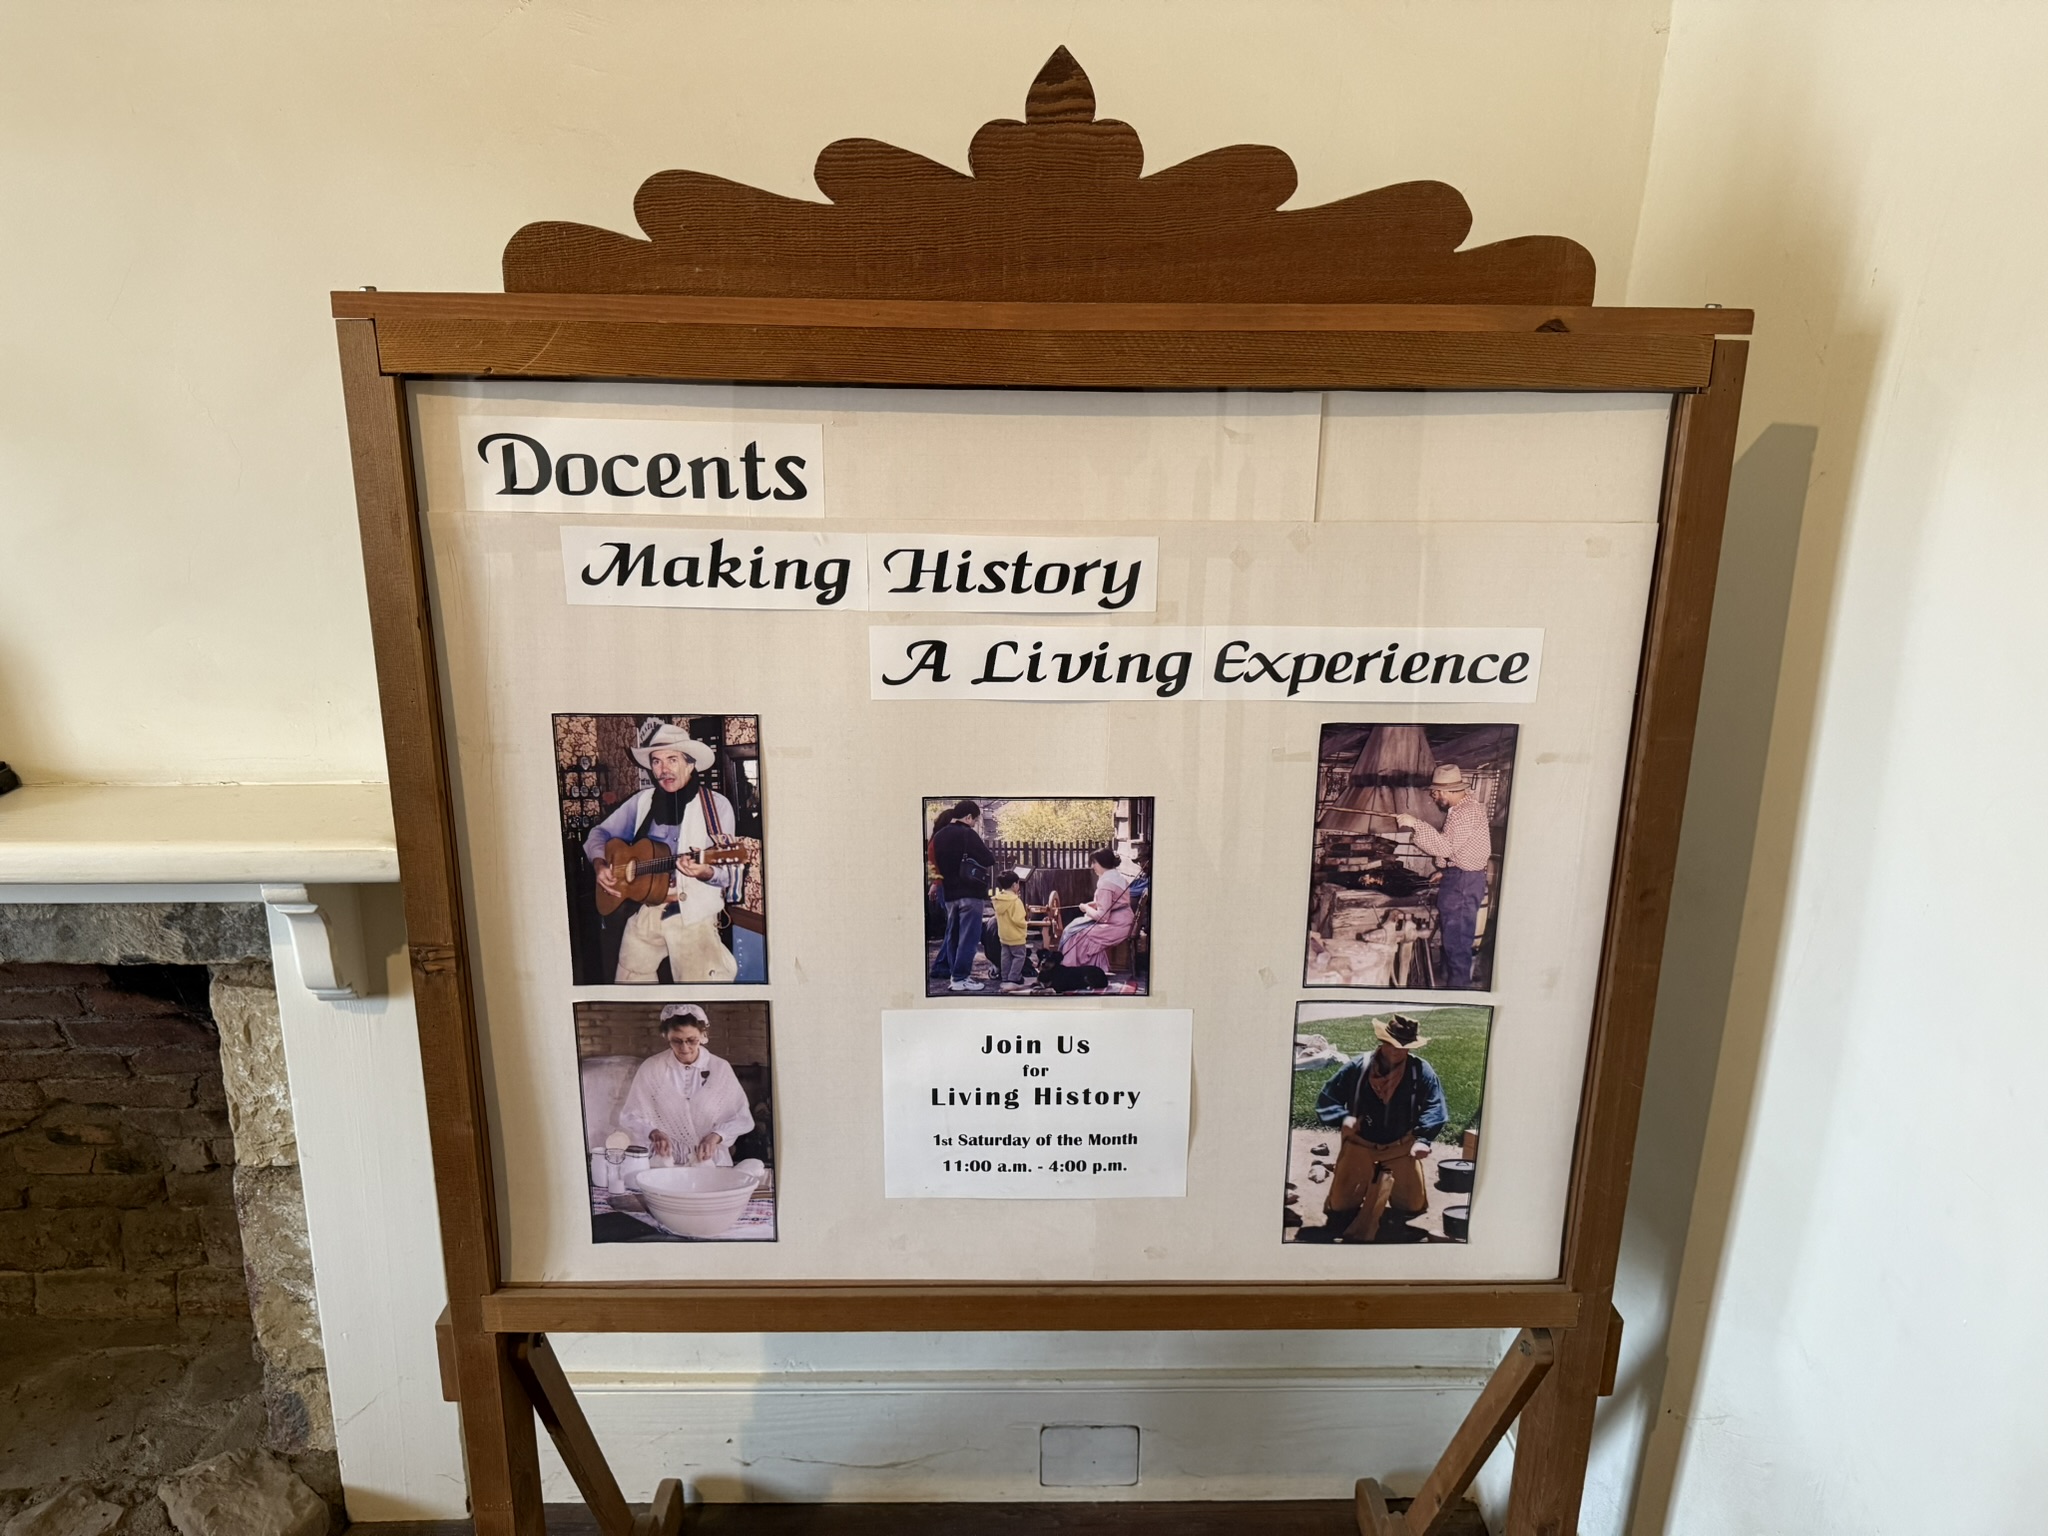 Docents
Making History
A Living Experience
Join Us
for
Living History
1st Saturday of the Month
11:00 a.m. - 4:00 p.m.